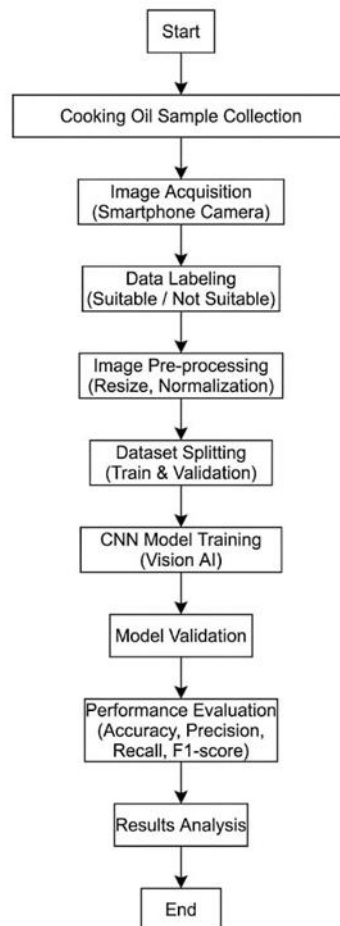 Start
Cooking Oil Sample Collection
Image Acquisition
(Smartphone Camera)
Data Labeling
(Suitable / Not Suitable)
Image Pre-processing
(Resize, Normalization)
Dataset Splitting
(Train & Validation)
CNN Model Training
(Vision AI)
Model Validation
Performance Evaluation
(Accuracy, Precision,
Recall, F1-score)
Results Analysis
End